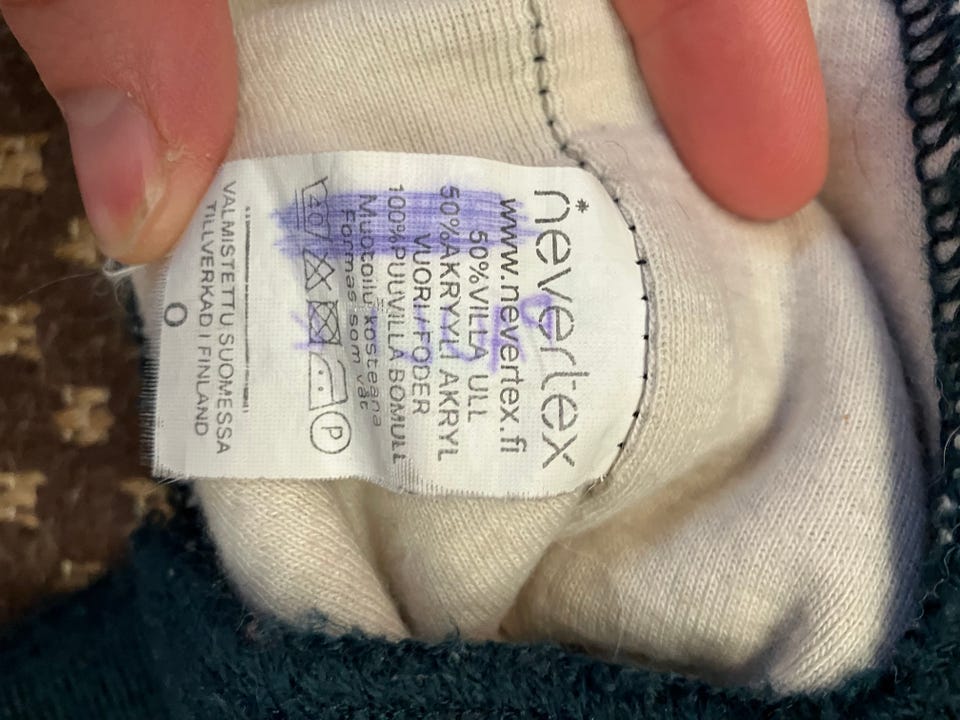 nevertex
www.nevertex.fi
50%VILLA ULL
50%AKRYYLI AKRYL
VUORI/FODER
100%PUUVILLA BOMULL
Muotoilu kosteana
Formas som våt
40 P
VALMISTETTU SUOMESSA
TILLVERKAD I FINLAND